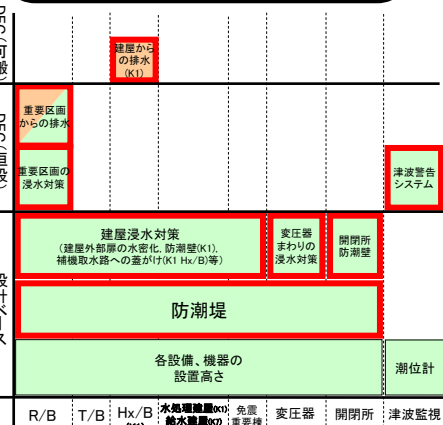 DEC（可搬）
建屋から
の排水
(K1)
DEC（恒設）
重要区画
からの排水
重要区画の
浸水対策
津波警告
システム
設計ベース
建屋浸水対策
（建屋外部扉の水密化, 防潮壁(K1),
補機取水路への蓋がけ(K1 Hx/B)等）
変圧器
まわりの
浸水対策
開閉所
防潮壁
防潮堤
各設備、機器の
設置高さ
潮位計
R/B
T/B
Hx/B
(K1)
水処理建屋(K1)
給水建屋(K7)
免震
重要棟
変圧器
開閉所
津波監視